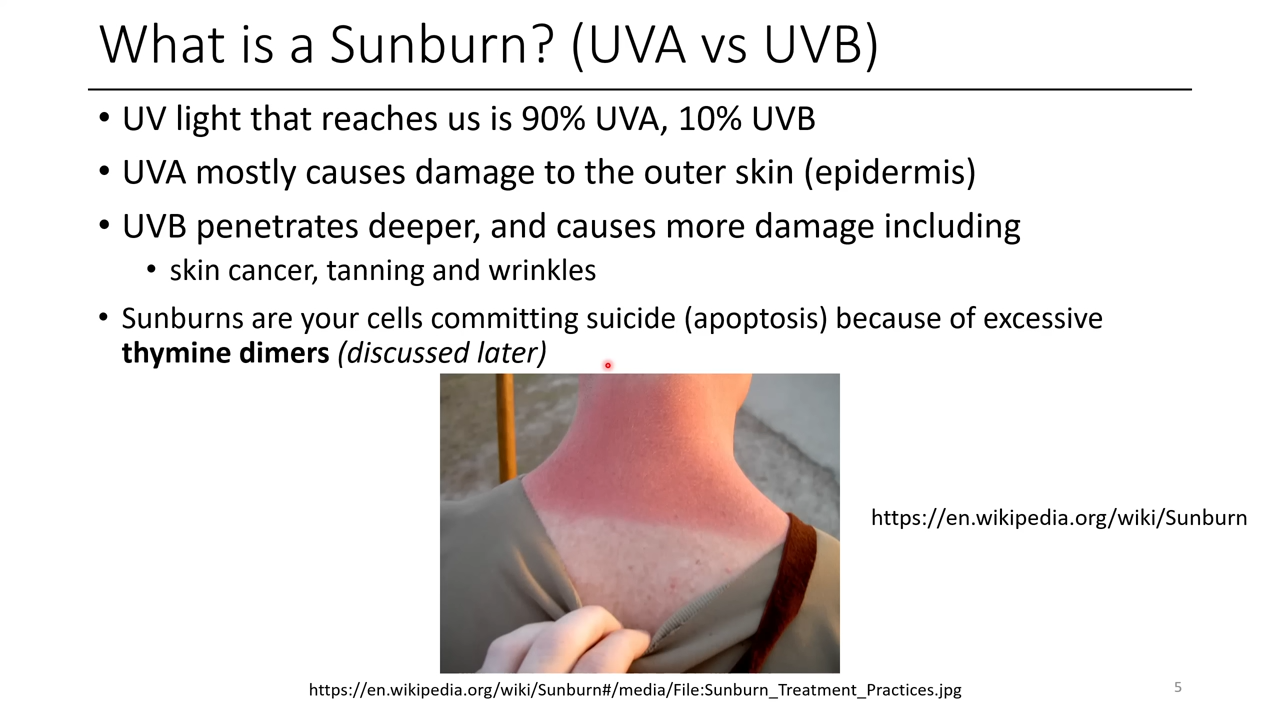 What is a Sunburn? (UVA vs UVB)
• UV light that reaches us is 90% UVA, 10% UVB
• UVA mostly causes damage to the outer skin (epidermis)
• UVB penetrates deeper, and causes more damage including
• skin cancer, tanning and wrinkles
• Sunburns are your cells committing suicide (apoptosis) because of excessive
thymine dimers (discussed later)
https://en.wikipedia.org/wiki/Sunburn
https://en.wikipedia.org/wiki/Sunburn#/media/File:Sunburn_Treatment_Practices.jpg
5